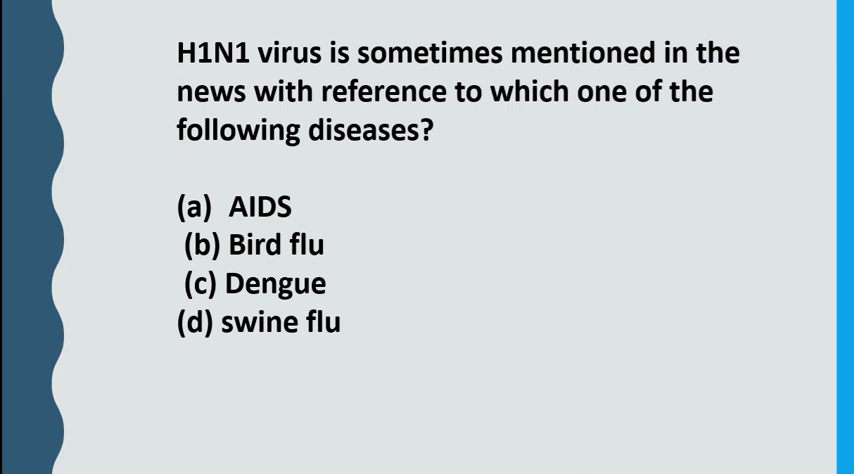 H1N1 virus is sometimes mentioned in the
news with reference to which one of the
following diseases?
(a) AIDS
(b) Bird flu
(c) Dengue
(d) swine flu